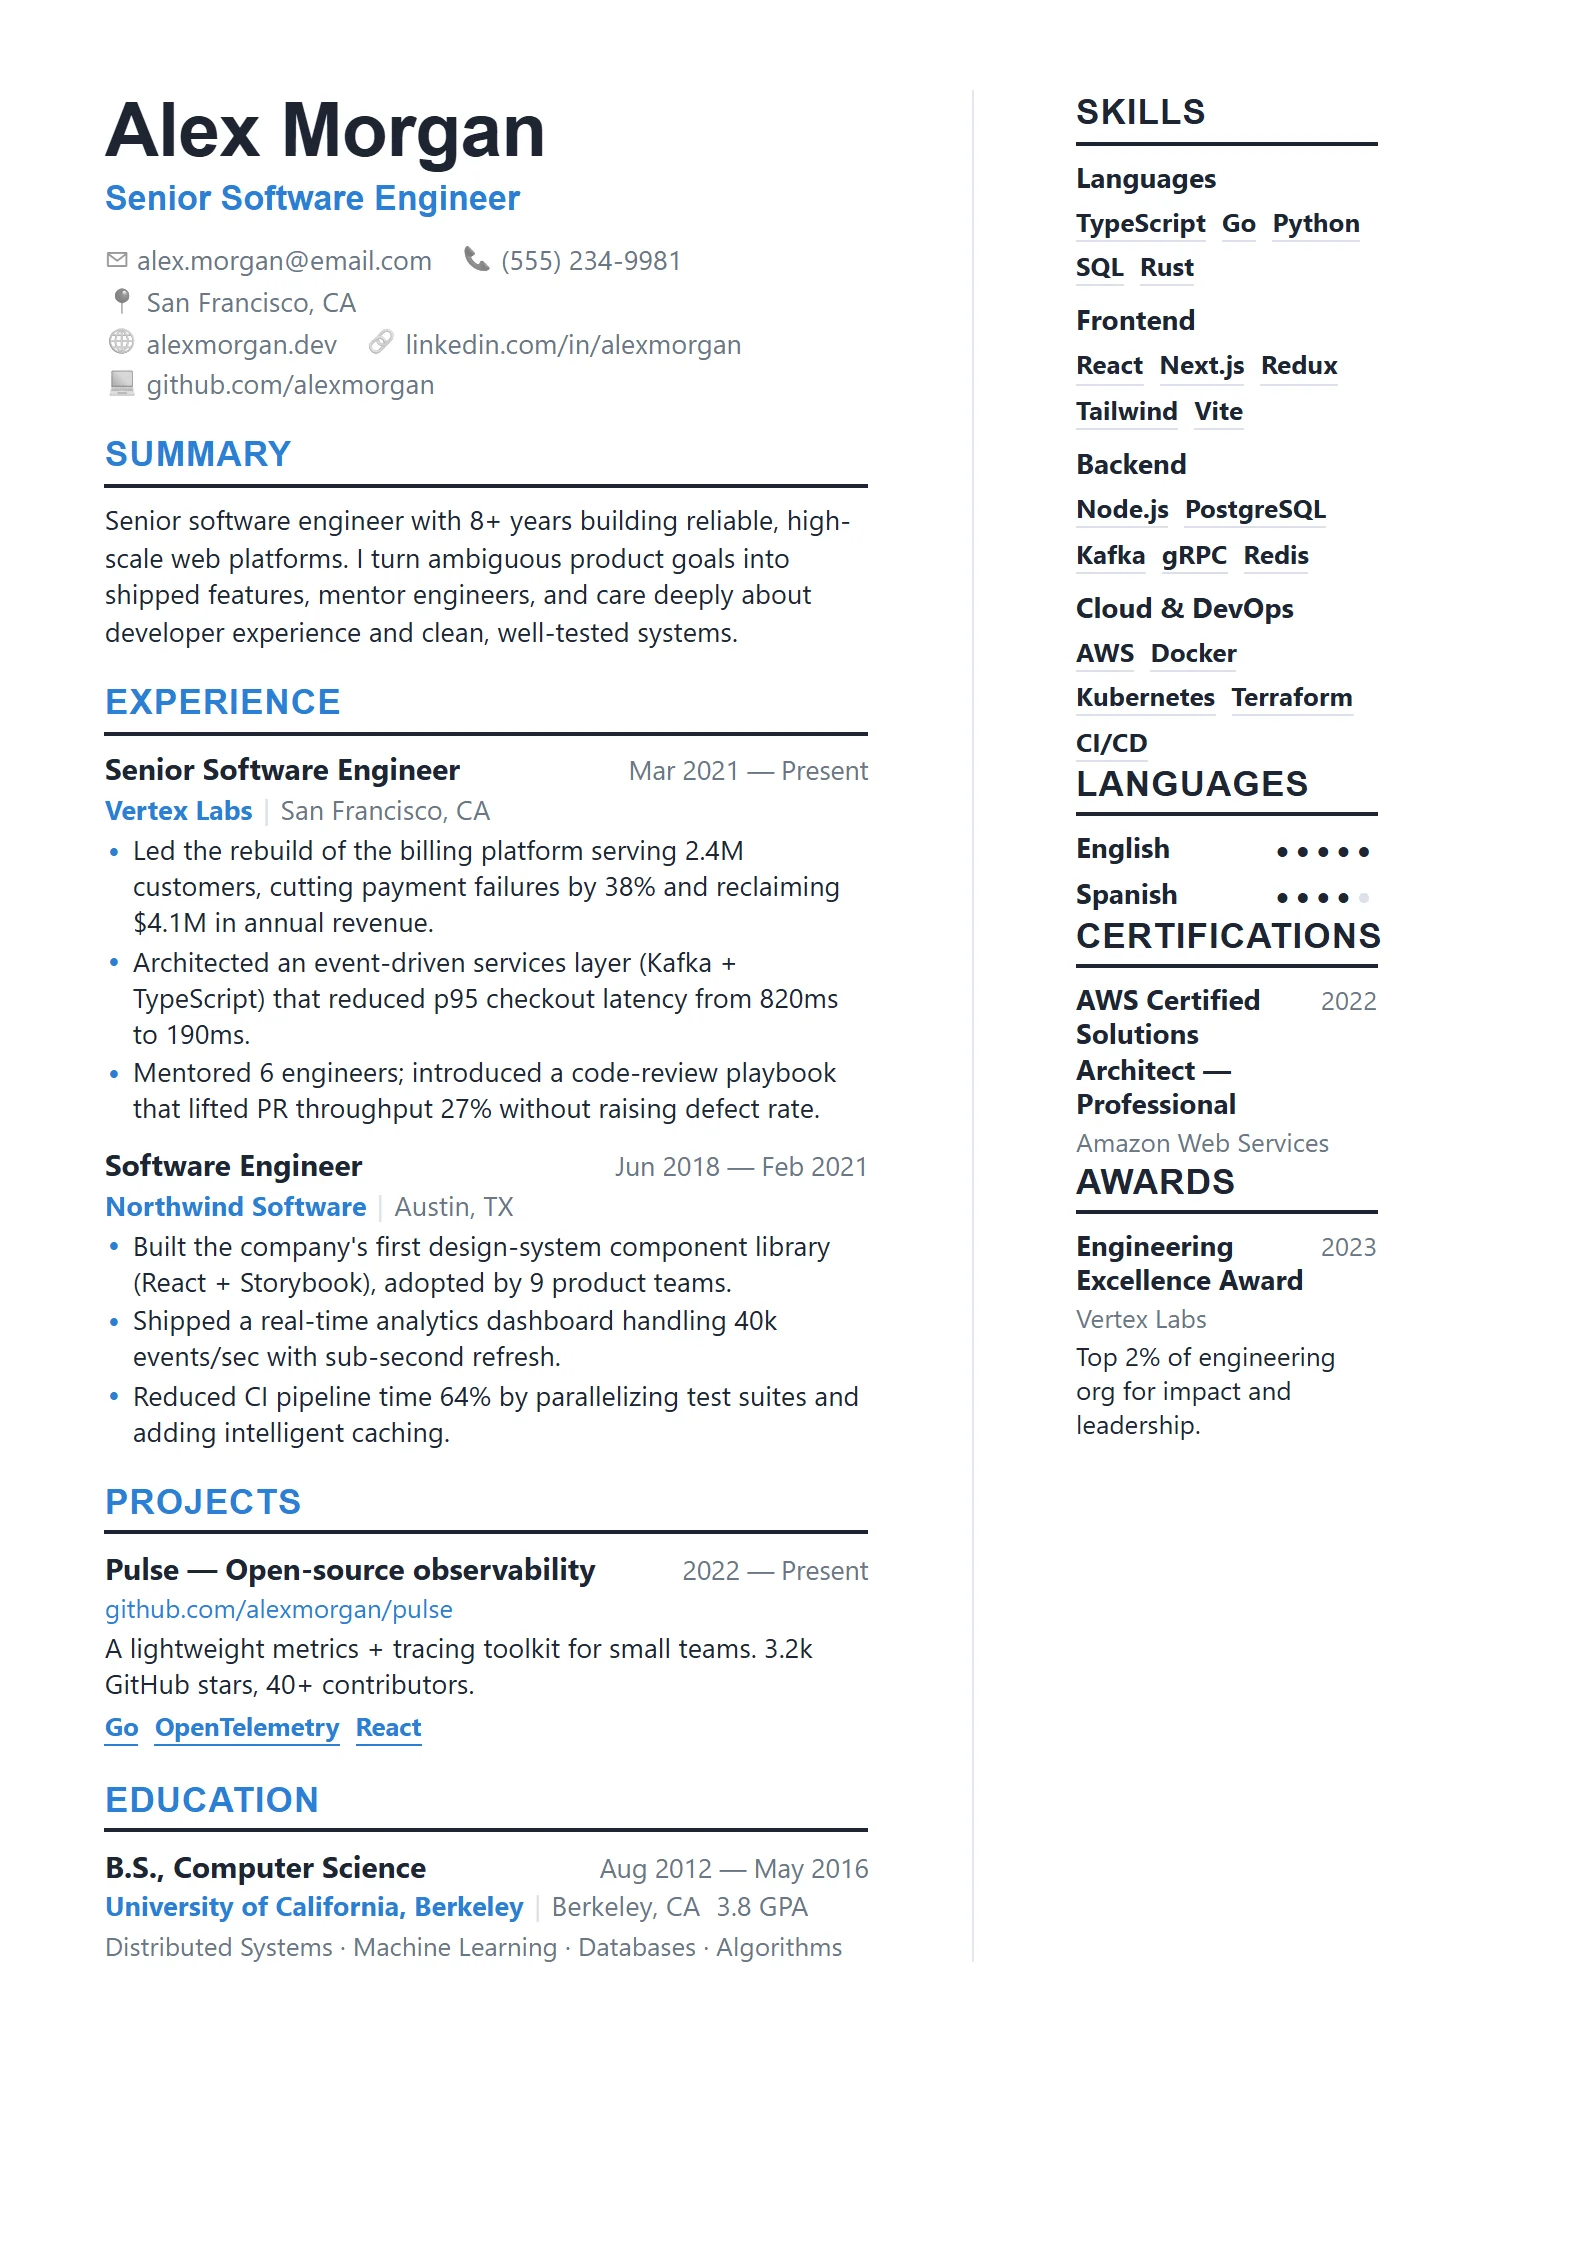 Alex Morgan
Senior Software Engineer
alex.morgan@email.com (555) 234-9981
San Francisco, CA
alexmorgan.dev linkedin.com/in/alexmorgan
github.com/alexmorgan
SUMMARY
Senior software engineer with 8+ years building reliable, high-
scale web platforms. I turn ambiguous product goals into
shipped features, mentor engineers, and care deeply about
developer experience and clean, well-tested systems.
EXPERIENCE
Senior Software Engineer Mar 2021 — Present
Vertex Labs | San Francisco, CA
• Led the rebuild of the billing platform serving 2.4M
customers, cutting payment failures by 38% and reclaiming
$4.1M in annual revenue.
• Architected an event-driven services layer (Kafka +
TypeScript) that reduced p95 checkout latency from 820ms
to 190ms.
• Mentored 6 engineers; introduced a code-review playbook
that lifted PR throughput 27% without raising defect rate.
Software Engineer Jun 2018 — Feb 2021
Northwind Software | Austin, TX
• Built the company's first design-system component library
(React + Storybook), adopted by 9 product teams.
• Shipped a real-time analytics dashboard handling 40k
events/sec with sub-second refresh.
• Reduced CI pipeline time 64% by parallelizing test suites and
adding intelligent caching.
PROJECTS
Pulse — Open-source observability 2022 — Present
github.com/alexmorgan/pulse
A lightweight metrics + tracing toolkit for small teams. 3.2k
GitHub stars, 40+ contributors.
Go OpenTelemetry React
EDUCATION
B.S., Computer Science Aug 2012 — May 2016
University of California, Berkeley | Berkeley, CA 3.8 GPA
Distributed Systems · Machine Learning · Databases · Algorithms
SKILLS
Languages
TypeScript Go Python
SQL Rust
Frontend
React Next.js Redux
Tailwind Vite
Backend
Node.js PostgreSQL
Kafka gRPC Redis
Cloud & DevOps
AWS Docker
Kubernetes Terraform
CI/CD
LANGUAGES
English
Spanish
CERTIFICATIONS
AWS Certified 2022
Solutions
Architect —
Professional
Amazon Web Services
AWARDS
Engineering 2023
Excellence Award
Vertex Labs
Top 2% of engineering
org for impact and
leadership.